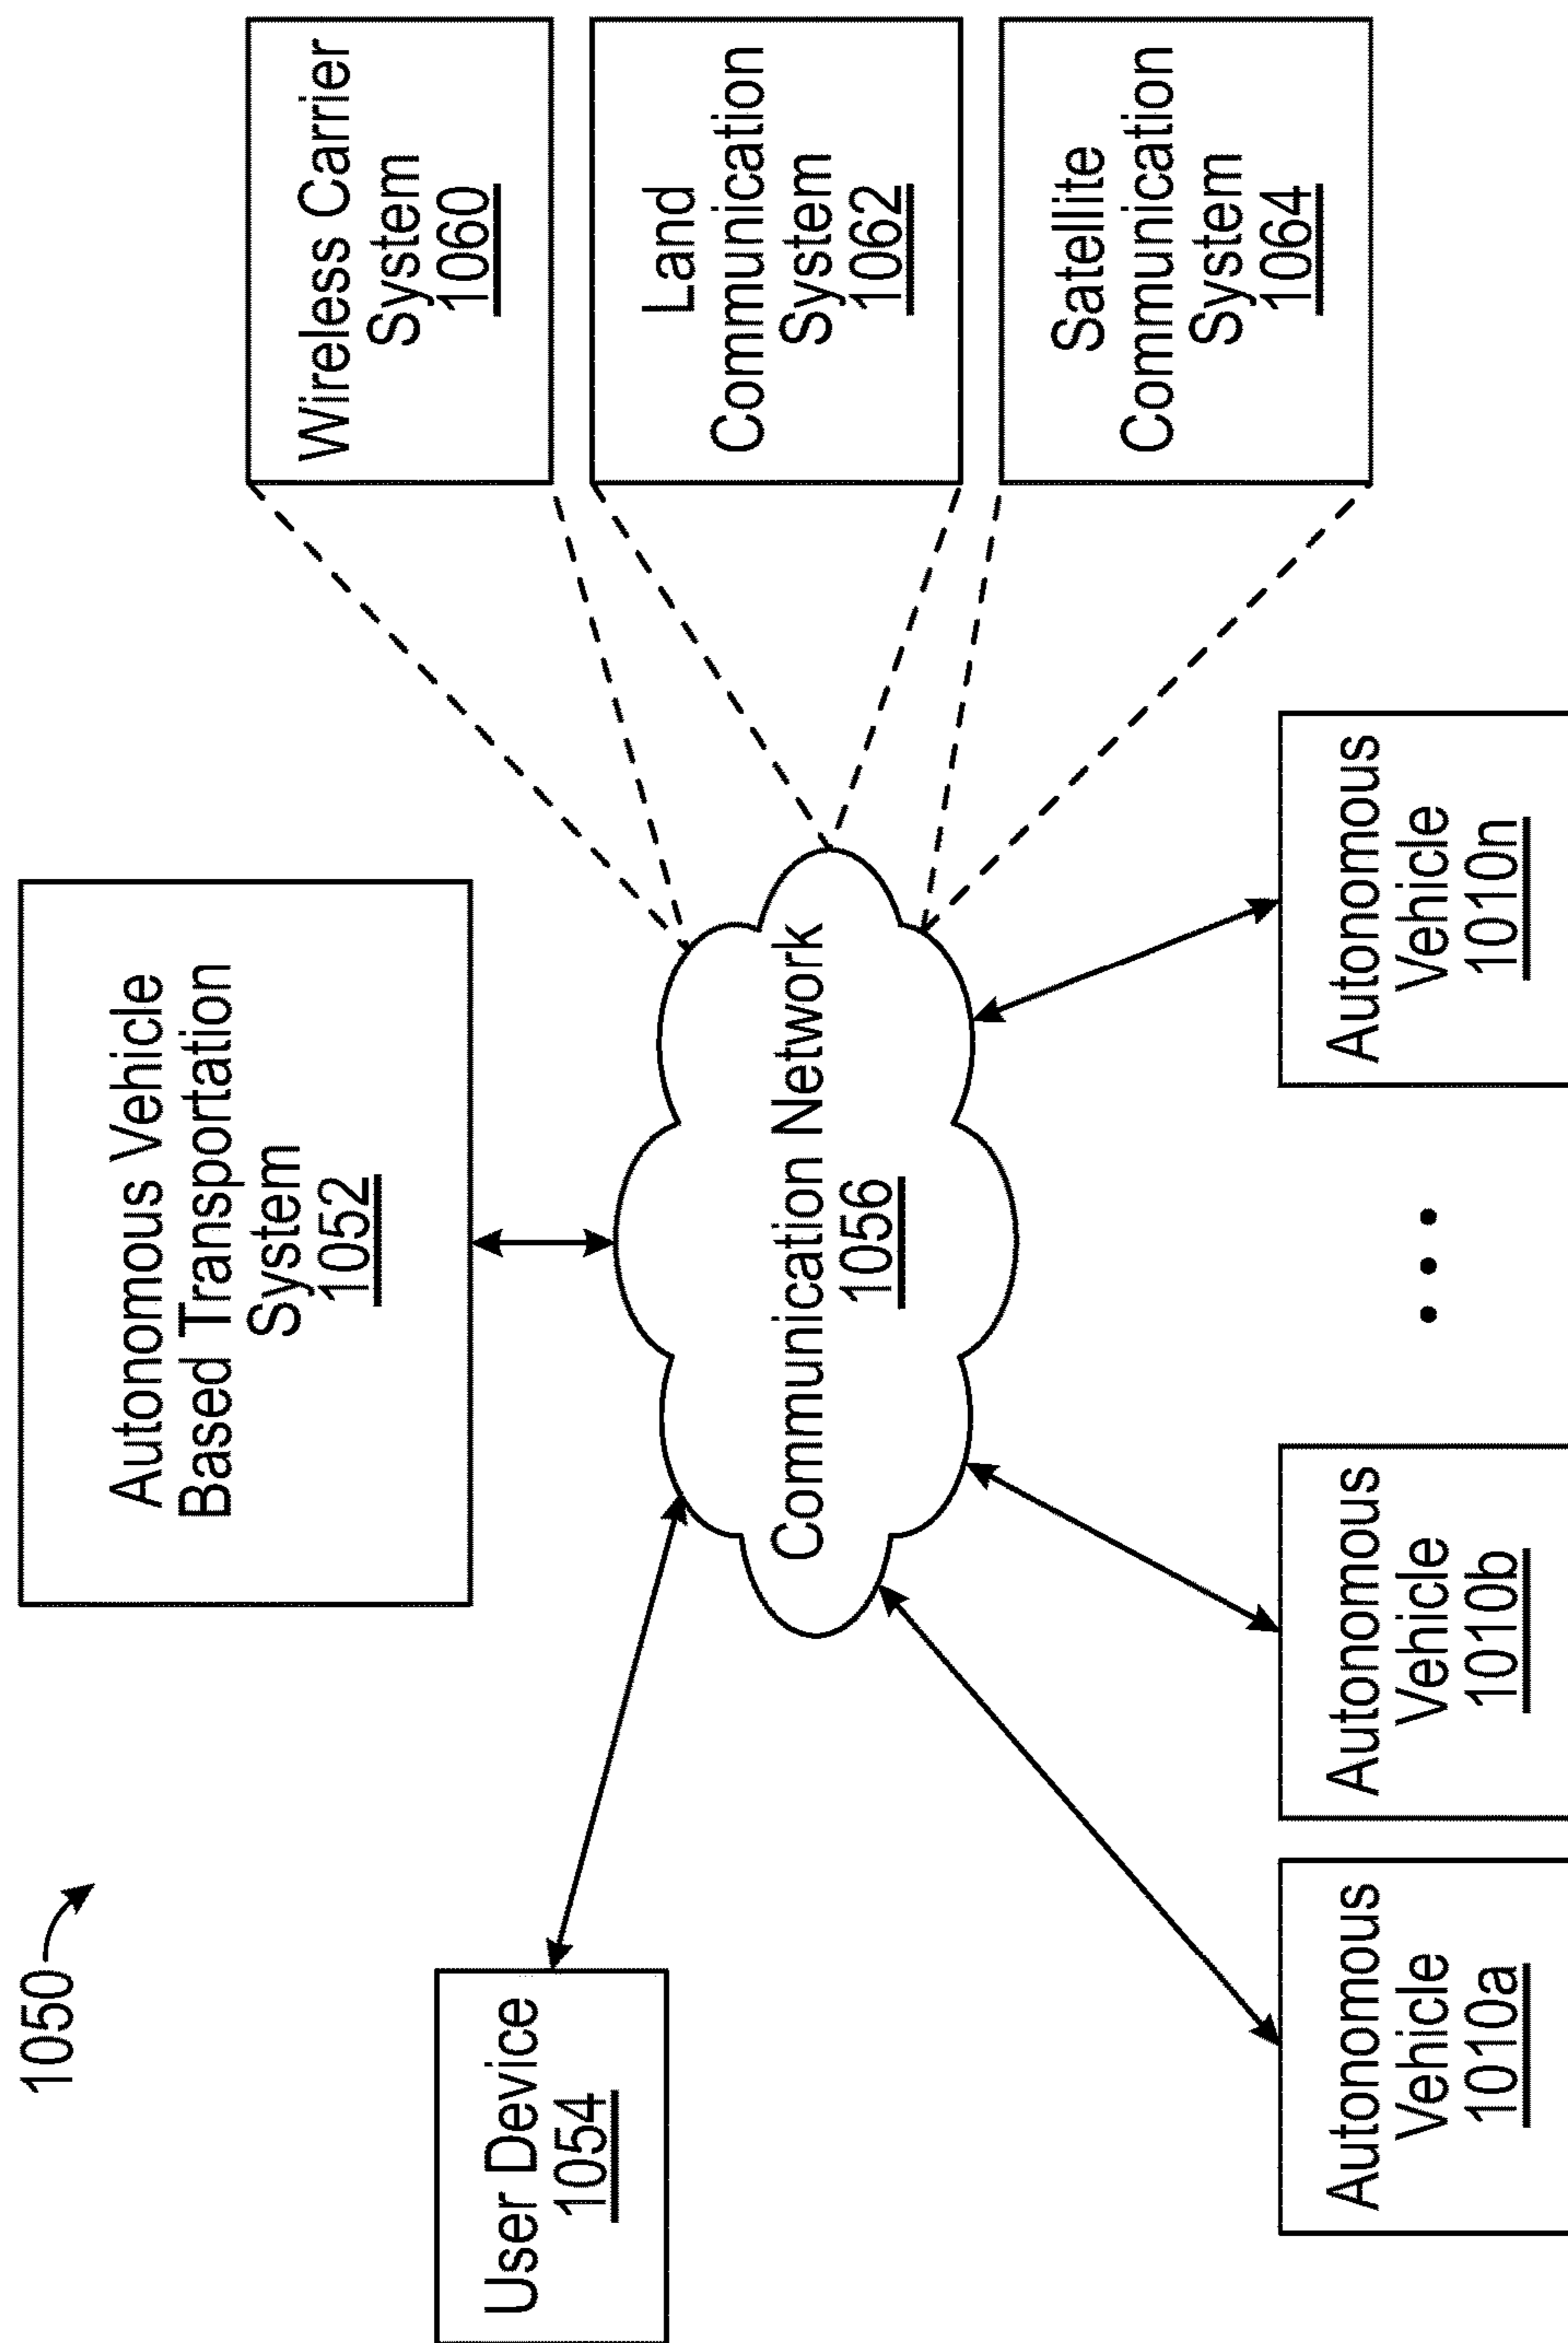 1050
Autonomous Vehicle
Based Transportation
System
1052
User Device
1054
Wireless Carrier
System
1060
Communication Network
1056
Land
Communication
System
1062
Satellite
Communication
System
1064
Autonomous
Vehicle
1010a
Autonomous
Vehicle
1010b
Autonomous
Vehicle
1010n